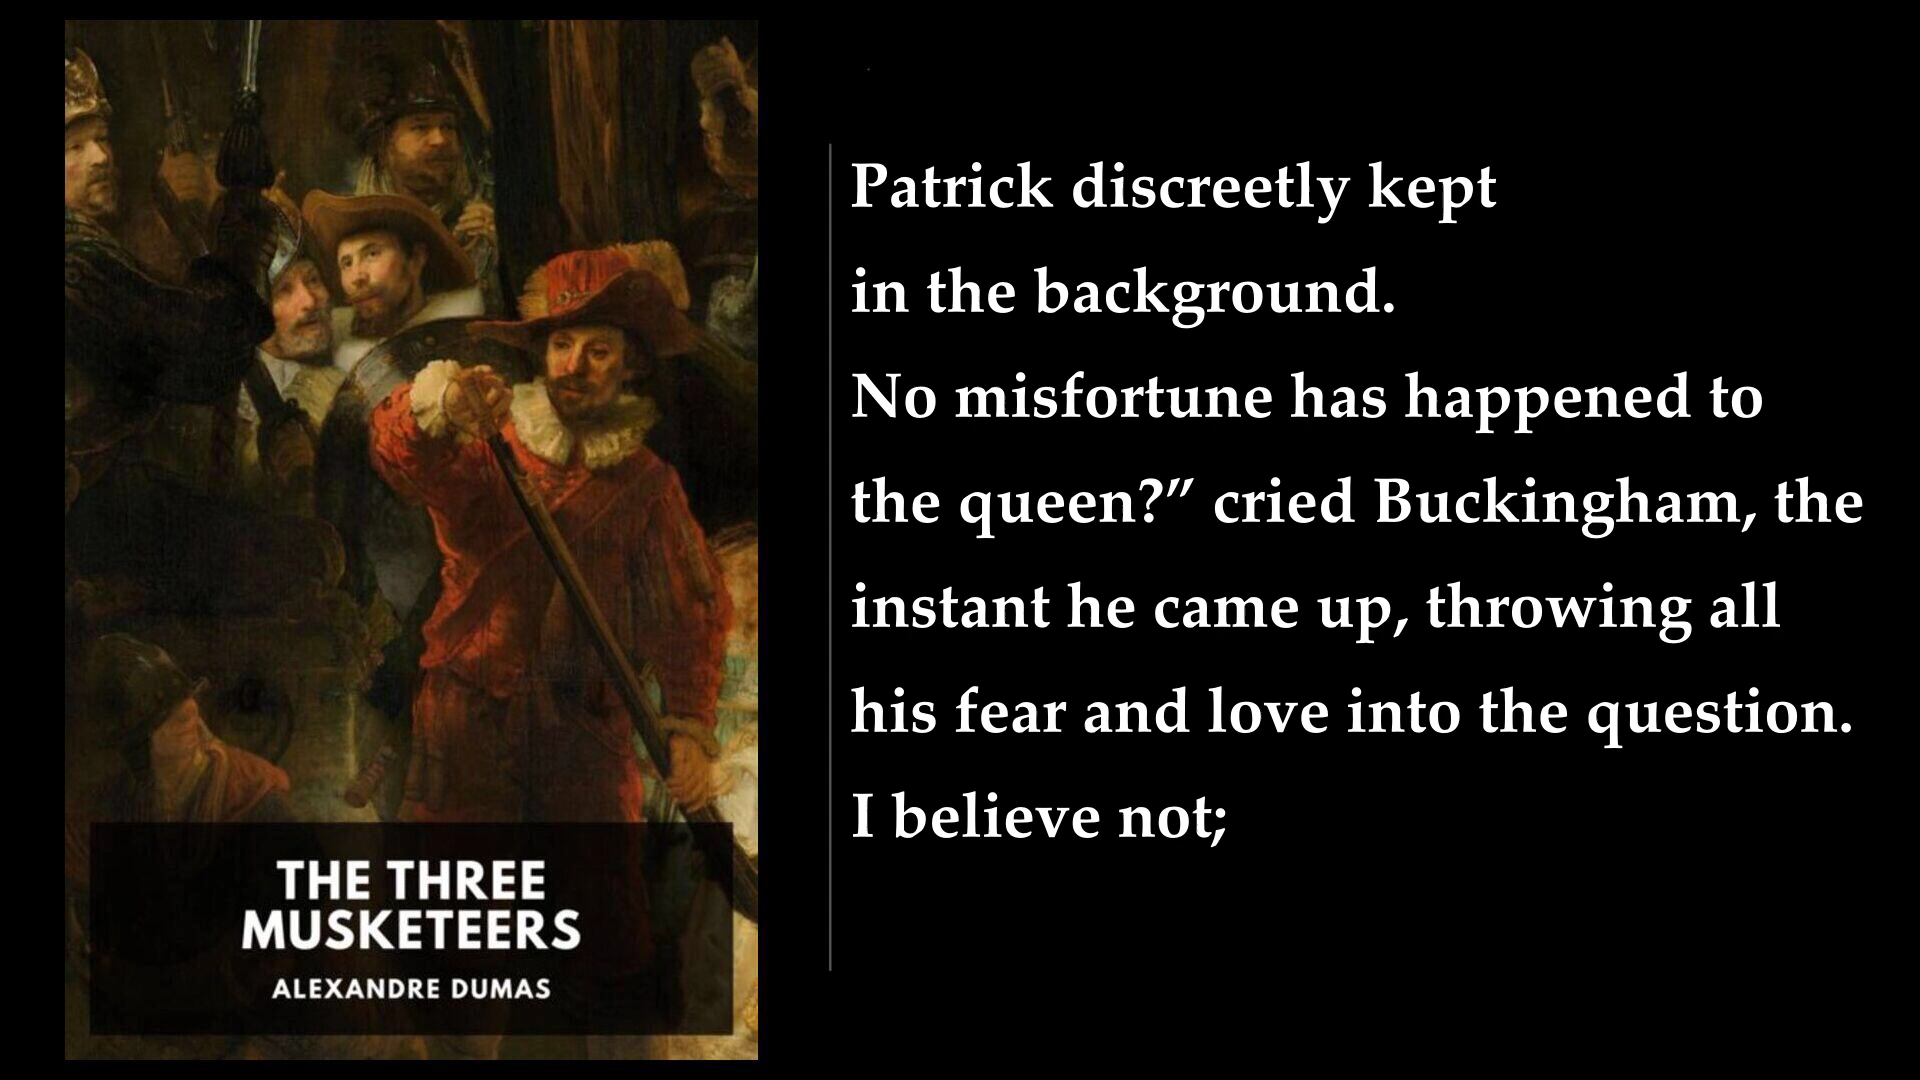 THE THREE
MUSKETEERS
ALEXANDRE DUMAS
Patrick discreetly kept
in the background.
No misfortune has happened to
the queen?” cried Buckingham, the
instant he came up, throwing all
his fear and love into the question.
I believe not;